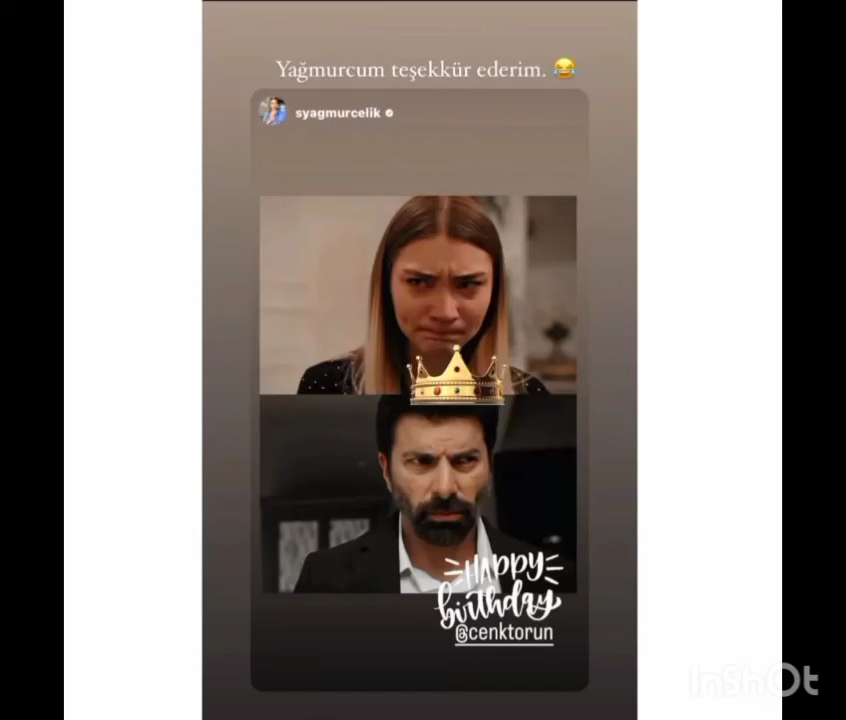 Yağmurcum teşekkür ederim. 😂
syagmurcelik
HAPPY
birthday
@cenktorun
InShOt